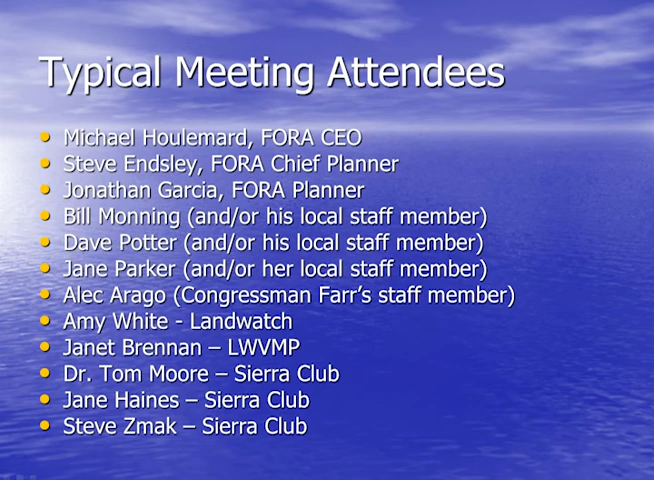 Typical Meeting Attendees
• Michael Houlemard, FORA CEO
• Steve Endsley, FORA Chief Planner
• Jonathan Garcia, FORA Planner
• Bill Monning (and/or his local staff member)
• Dave Potter (and/or his local staff member)
• Jane Parker (and/or her local staff member)
• Alec Arago (Congressman Farr's staff member)
• Amy White - Landwatch
• Janet Brennan – LWVMP
• Dr. Tom Moore – Sierra Club
• Jane Haines – Sierra Club
• Steve Zmak – Sierra Club